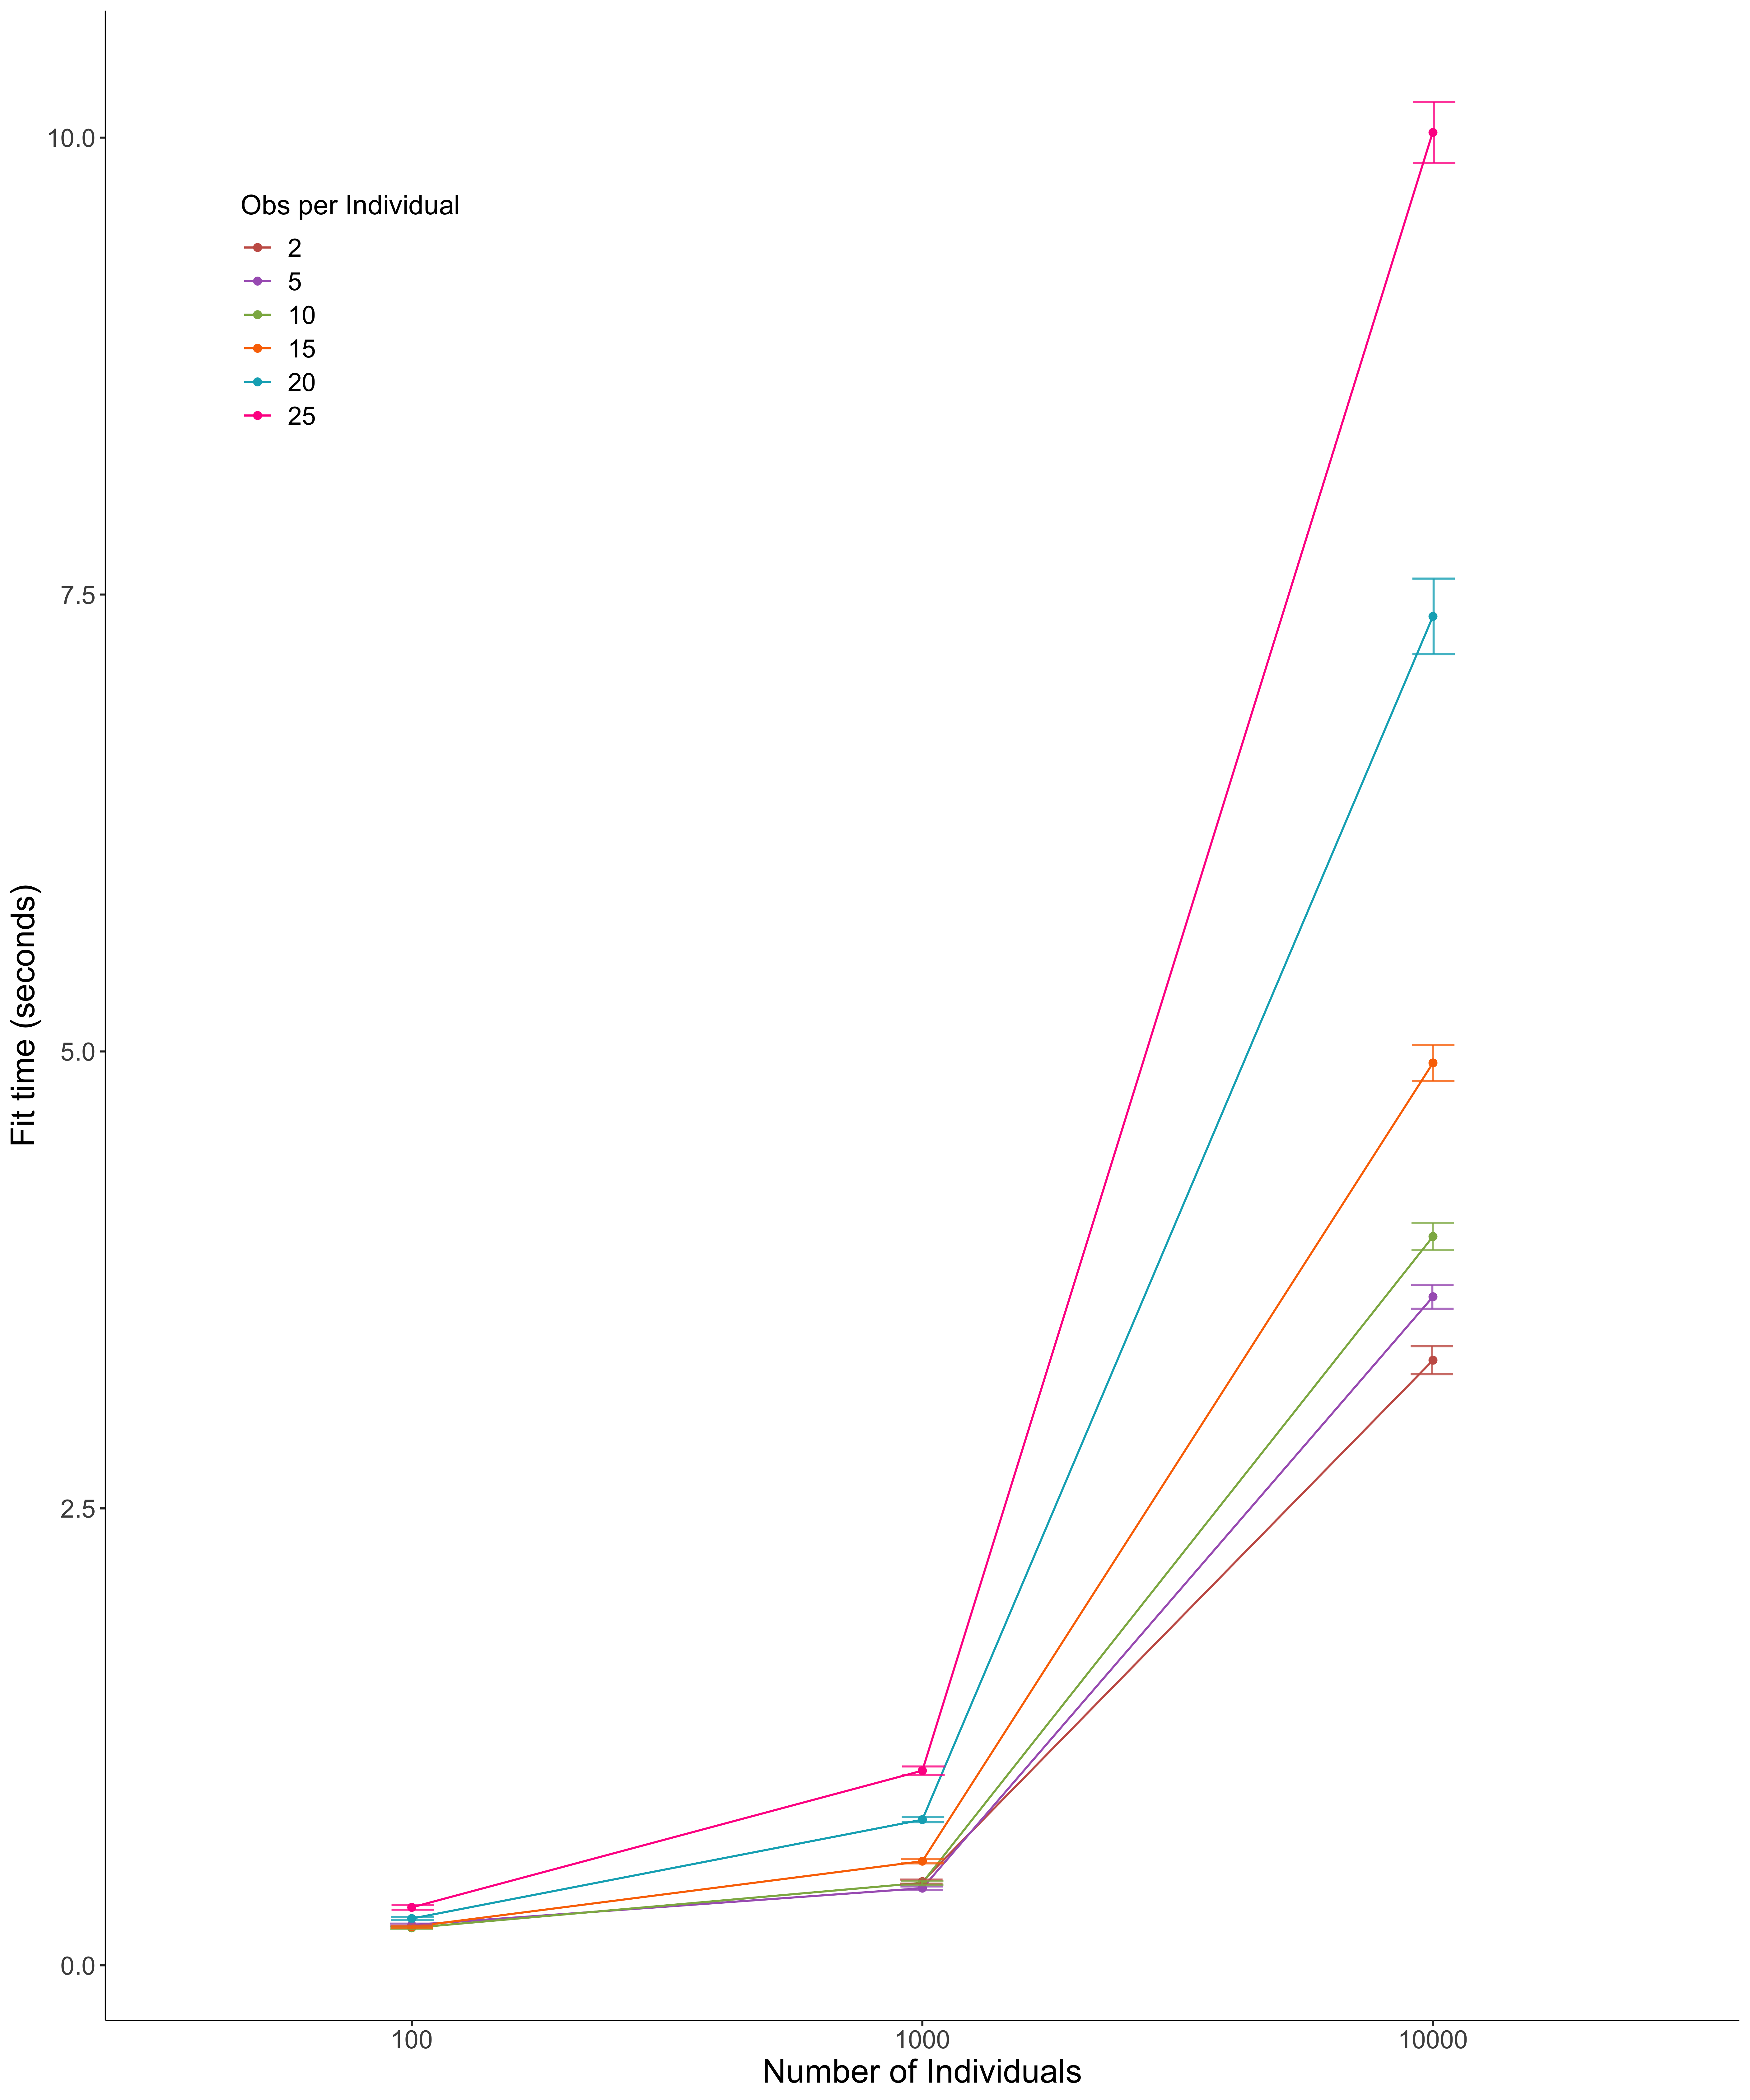 10.0
7.5
5.0
2.5
0.0
Fit time (seconds)
Obs per Individual
2
5
10
15
20
25
100 1000 10000
Number of Individuals